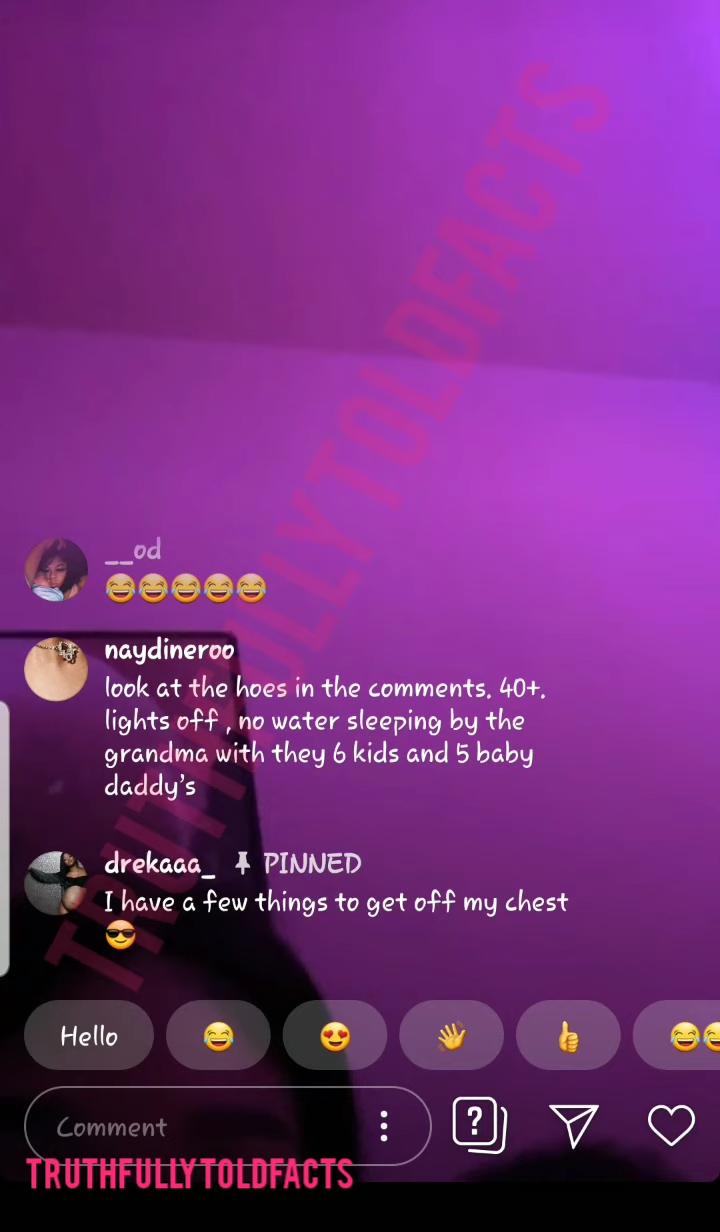 TRUTHFULLYTOLDFACTS
__od
😂😂😂😂😂
naydineroo
look at the hoes in the comments. 40+.
lights off , no water sleeping by the
grandma with they 6 kids and 5 baby
daddy's
drekaaa_ 📌 PINNED
I have a few things to get off my chest
😎
Hello 😂 😍 👋 👍 😂😂
Comment
?
TRUTHFULLYTOLDFACTS